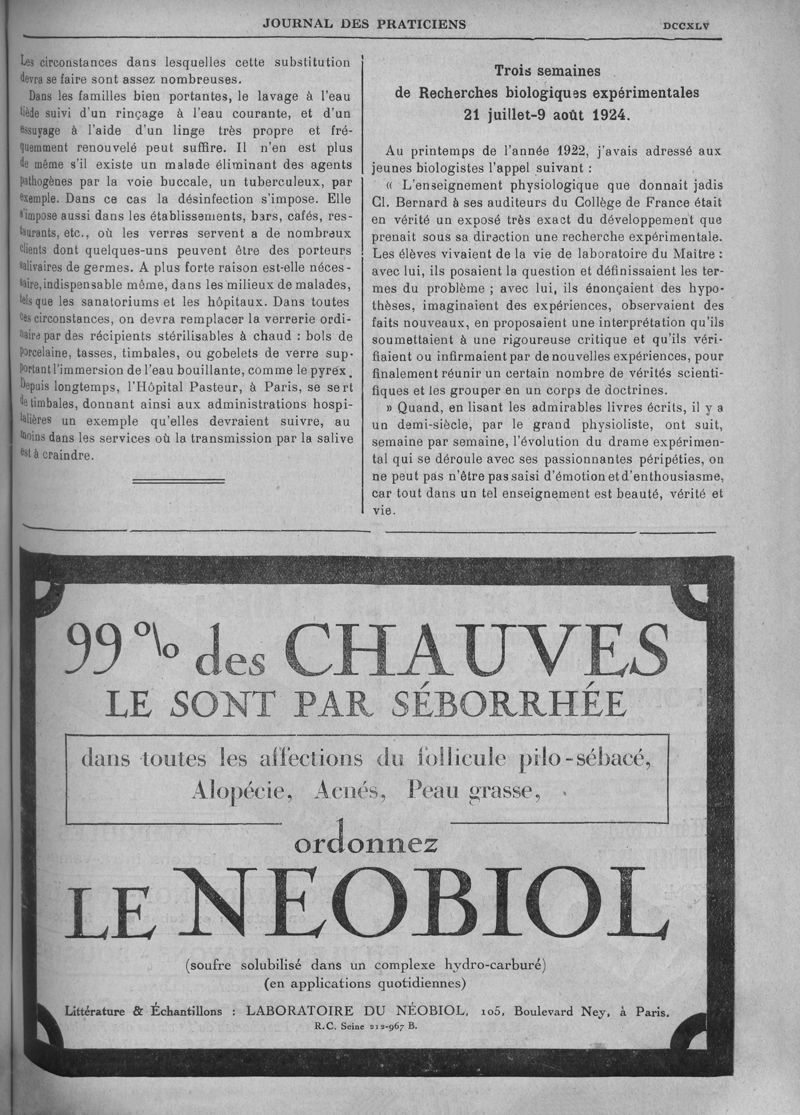 JOURNAL DES PRATICIENS
DCCXLV
Les circonstances dans lesquelles cette substitution
devra se faire sont assez nombreuses.
Dans les familles bien portantes, le lavage à l'eau
tiède suivi d'un rinçage à l'eau courante, et d'un
essuyage à l'aide d'un linge très propre et fré-
quemment renouvelé peut suffire. Il n'en est plus
de même s'il existe un malade éliminant des agents
pathogènes par la voie buccale, un tuberculeux, par
exemple. Dans ce cas la désinfection s'impose. Elle
s'impose aussi dans les établissements, bars, cafés, res-
taurants, etc., où les verres servent a de nombreux
clients dont quelques-uns peuvent être des porteurs
salivaires de germes. A plus forte raison est-elle néces-
saire, indispensable même, dans les milieux de malades,
tels que les sanatoriums et les hôpitaux. Dans toutes
ces circonstances, on devra remplacer la verrerie ordi-
naire par des récipients stérilisables à chaud : bols de
porcelaine, tasses, timbales, ou gobelets de verre sup-
portant l'immersion de l'eau bouillante, comme le pyrex.
Depuis longtemps, l'Hôpital Pasteur, à Paris, se sert
de timbales, donnant ainsi aux administrations hospi-
talières un exemple qu'elles devraient suivre, au
moins dans les services où la transmission par la salive
est à craindre.
Trois semaines
de Recherches biologiques expérimentales
21 juillet-9 août 1924.
Au printemps de l'année 1922, j'avais adressé aux
jeunes biologistes l'appel suivant :
« L'enseignement physiologique que donnait jadis
Cl. Bernard à ses auditeurs du Collège de France était
en vérité un exposé très exact du développement que
prenait sous sa direction une recherche expérimentale.
Les élèves vivaient de la vie de laboratoire du Maitre :
avec lui, ils posaient la question et définissaient les ter-
mes du problème ; avec lui, ils énonçaient des hypo-
thèses, imaginaient des expériences, observaient des
faits nouveaux, en proposaient une interprétation qu'ils
soumettaient à une rigoureuse critique et qu'ils véri-
fiaient ou infirmaient par de nouvelles expériences, pour
finalement réunir un certain nombre de vérités scienti-
fiques et les grouper en un corps de doctrines.
» Quand, en lisant les admirables livres écrits, il y a
un demi-siècle, par le grand physioliste, on suit,
semaine par semaine, l'évolution du drame expérimen-
tal qui se déroule avec ses passionnantes péripéties, on
ne peut pas n'être pas saisi d'émotion et d'enthousiasme,
car tout dans un tel enseignement est beauté, vérité et
vie.
99 % des CHAUVES
LE SONT PAR SÉBORRHÉE
dans toutes les affections du follicule pilo-sébacé,
Alopécie, Acnés, Peau grasse,
ordonnez
LE NEOBIOL
(soufre solubilisé dans un complexe hydro-carburé)
(en applications quotidiennes)
Littérature & Échantillons : LABORATOIRE DU NÉOBIOL, 105, Boulevard Ney, à Paris.
R.C. Seine 212-967 B.